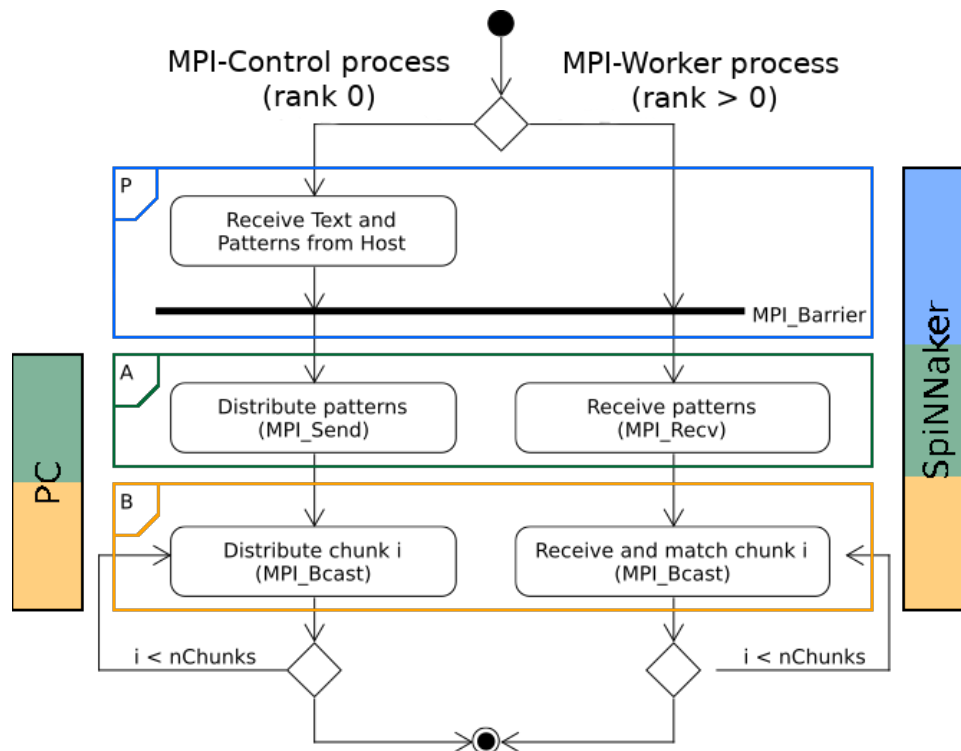 MPI-Control process
(rank 0)
MPI-Worker process
(rank > 0)
P
Receive Text and
Patterns from Host
MPI_Barrier
A
Distribute patterns
(MPI_Send)
Receive patterns
(MPI_Recv)
B
Distribute chunk i
(MPI_Bcast)
Receive and match chunk i
(MPI_Bcast)
i < nChunks
i < nChunks
PC
SpiNNaker